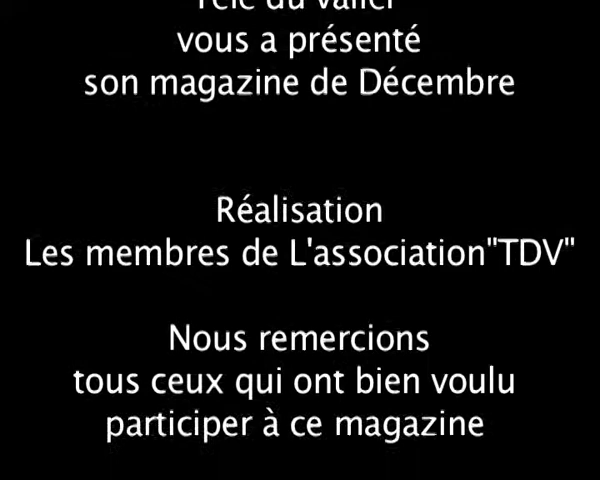 du
vous a présenté
son magazine de Décembre
Réalisation
Les membres de L'association"TDV"
Nous remercions
tous ceux qui ont bien voulu
participer à ce magazine